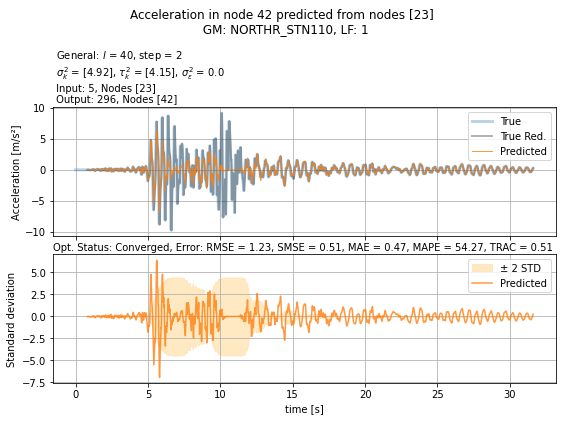 Acceleration in node 42 predicted from nodes [23]
GM: NORTHR_STN110, LF: 1
General: l = 40, step = 2
σ²ₖ = [4.92], τ²ₖ = [4.15], σ²ε = 0.0
Input: 5, Nodes [23]
Output: 296, Nodes [42]
Acceleration [m/s²]
10
5
0
−5
−10
True
True Red.
Predicted
Opt. Status: Converged, Error: RMSE = 1.23, SMSE = 0.51, MAE = 0.47, MAPE = 54.27, TRAC = 0.51
Standard deviation
5.0
2.5
0.0
−2.5
−5.0
−7.5
± 2 STD
Predicted
0 5 10 15 20 25 30
time [s]